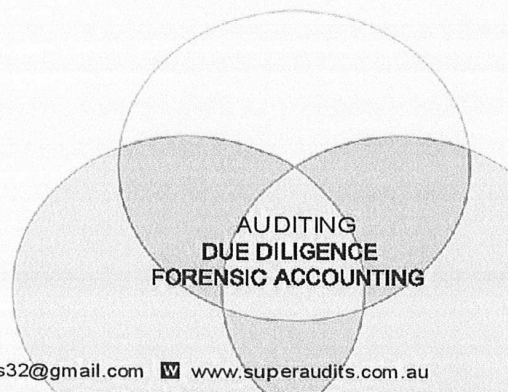 AUDITING
DUE DILIGENCE
FORENSIC ACCOUNTING
s32@gmail.com W www.superaudits.com.au